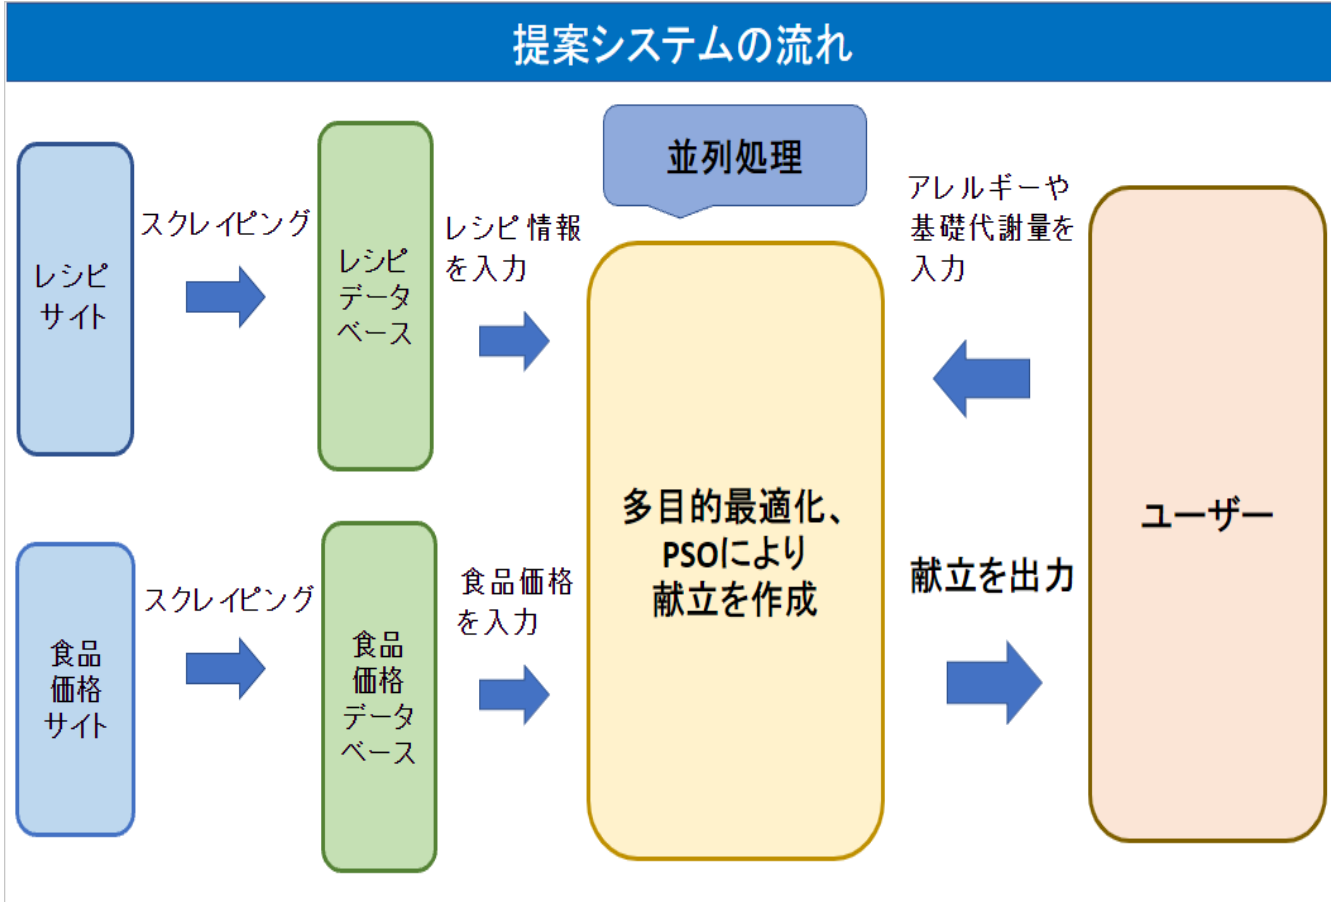 提案システムの流れ
レシピ
サイト
スクレイピング
レシピ
データ
ベース
レシピ情報
を入力
並列処理
アレルギーや
基礎代謝量を
入力
食品
価格
サイト
スクレイピング
食品
価格
データ
ベース
食品価格
を入力
多目的最適化、
PSOにより
献立を作成
献立を出力
ユーザー